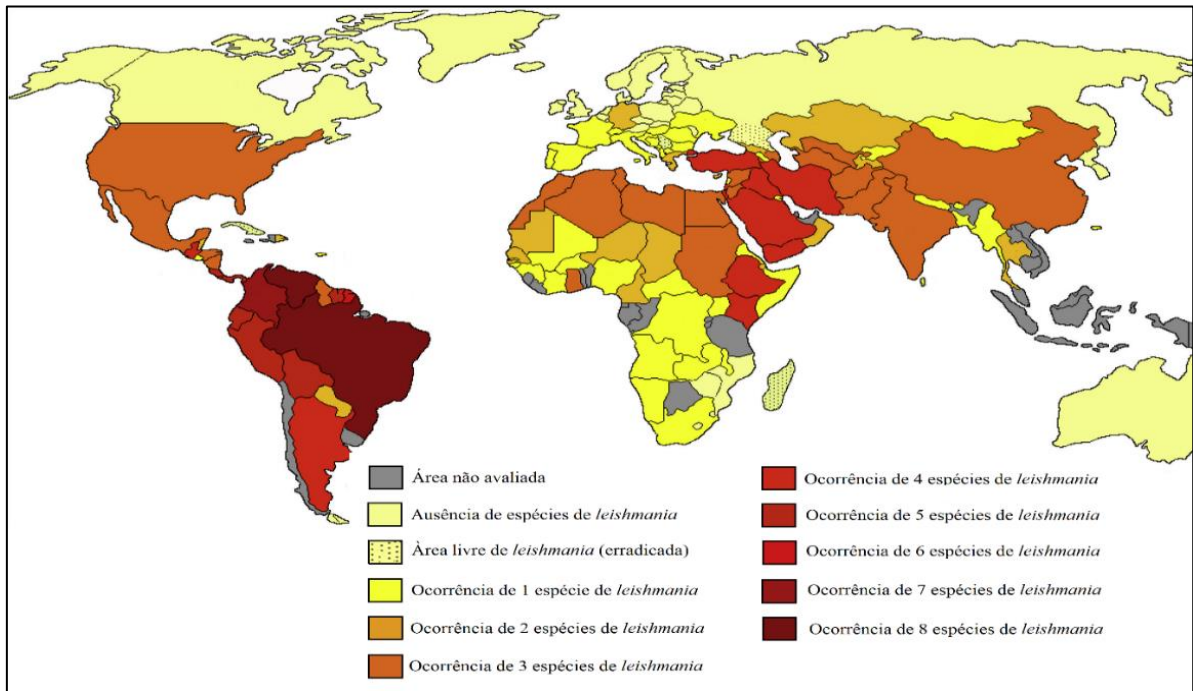 Área não avaliada
Ausência de espécies de leishmania
Àrea livre de leishmania (erradicada)
Ocorrência de 1 espécie de leishmania
Ocorrência de 2 espécies de leishmania
Ocorrência de 3 espécies de leishmania
Ocorrência de 4 espécies de leishmania
Ocorrência de 5 espécies de leishmania
Ocorrência de 6 espécies de leishmania
Ocorrência de 7 espécies de leishmania
Ocorrência de 8 espécies de leishmania